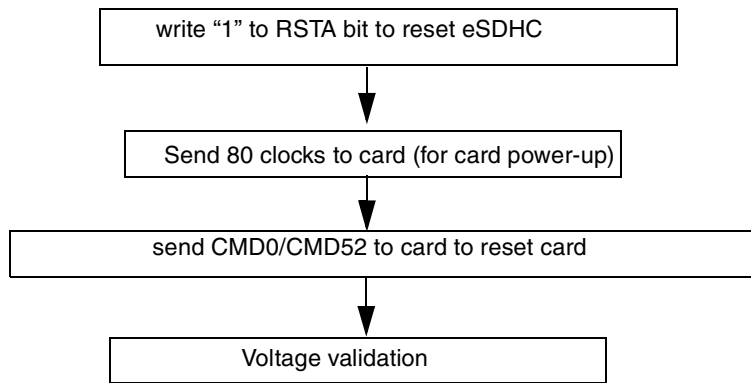 write “1” to RSTA bit to reset eSDHC
Send 80 clocks to card (for card power-up)
send CMD0/CMD52 to card to reset card
Voltage validation